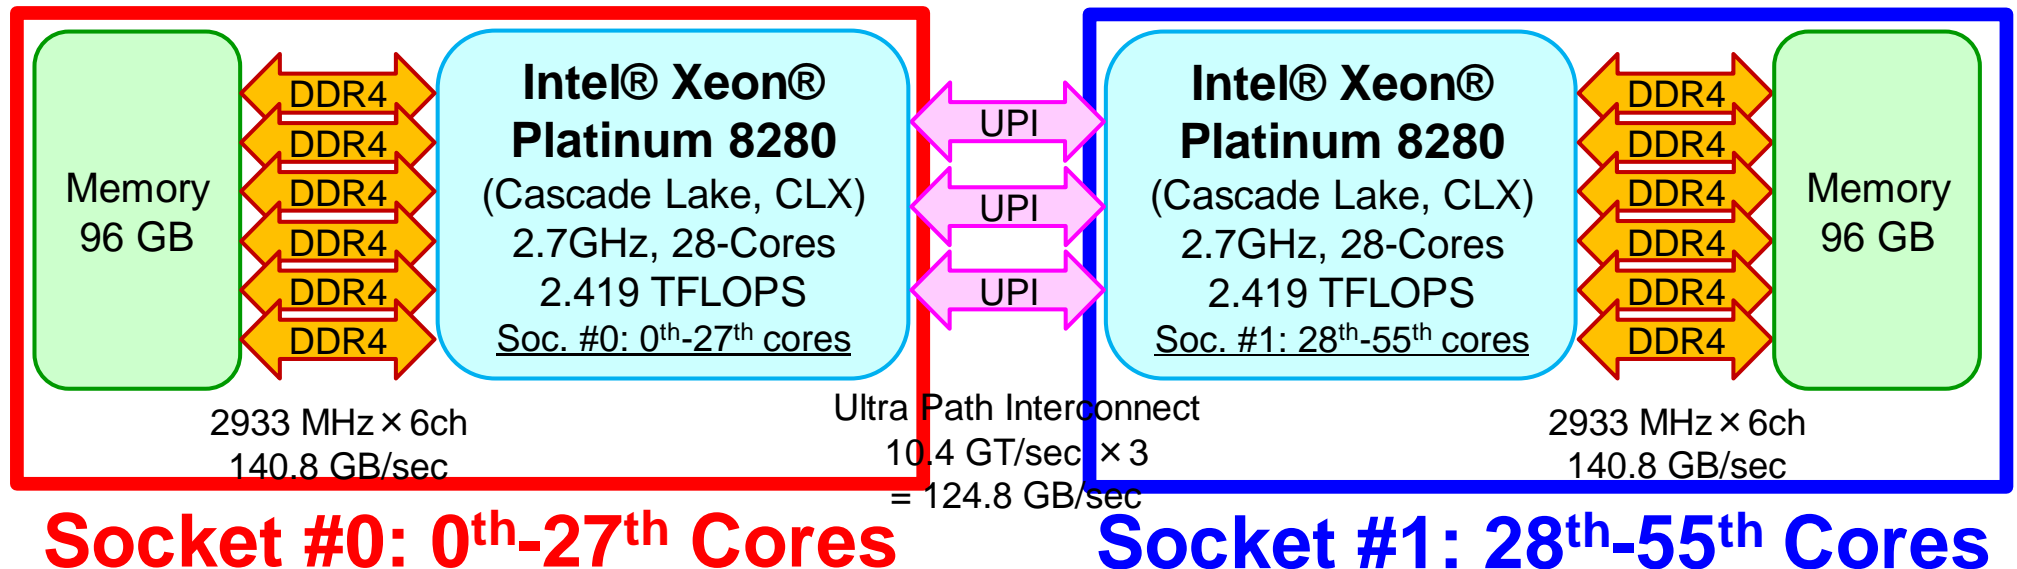 Memory
96 GB
DDR4
DDR4
DDR4
DDR4
DDR4
DDR4
Intel® Xeon®
Platinum 8280
(Cascade Lake, CLX)
2.7GHz, 28-Cores
2.419 TFLOPS
Soc. #0: 0th-27th cores
2933 MHz×6ch
140.8 GB/sec
UPI
UPI
UPI
Ultra Path Interconnect
10.4 GT/sec ×3
= 124.8 GB/sec
Intel® Xeon®
Platinum 8280
(Cascade Lake, CLX)
2.7GHz, 28-Cores
2.419 TFLOPS
Soc. #1: 28th-55th cores
DDR4
DDR4
DDR4
DDR4
DDR4
DDR4
Memory
96 GB
2933 MHz×6ch
140.8 GB/sec
Socket #0: 0th-27th Cores
Socket #1: 28th-55th Cores